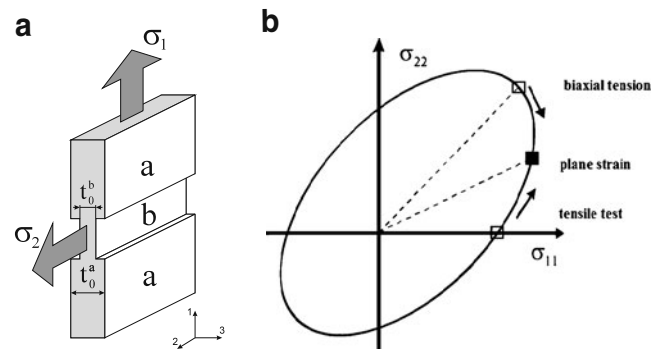 a
σ₁
a
t₀ᵇ
b
σ₂
t₀ᵃ
a
1
2
3
b
σ₂₂
biaxial tension
plane strain
tensile test
σ₁₁